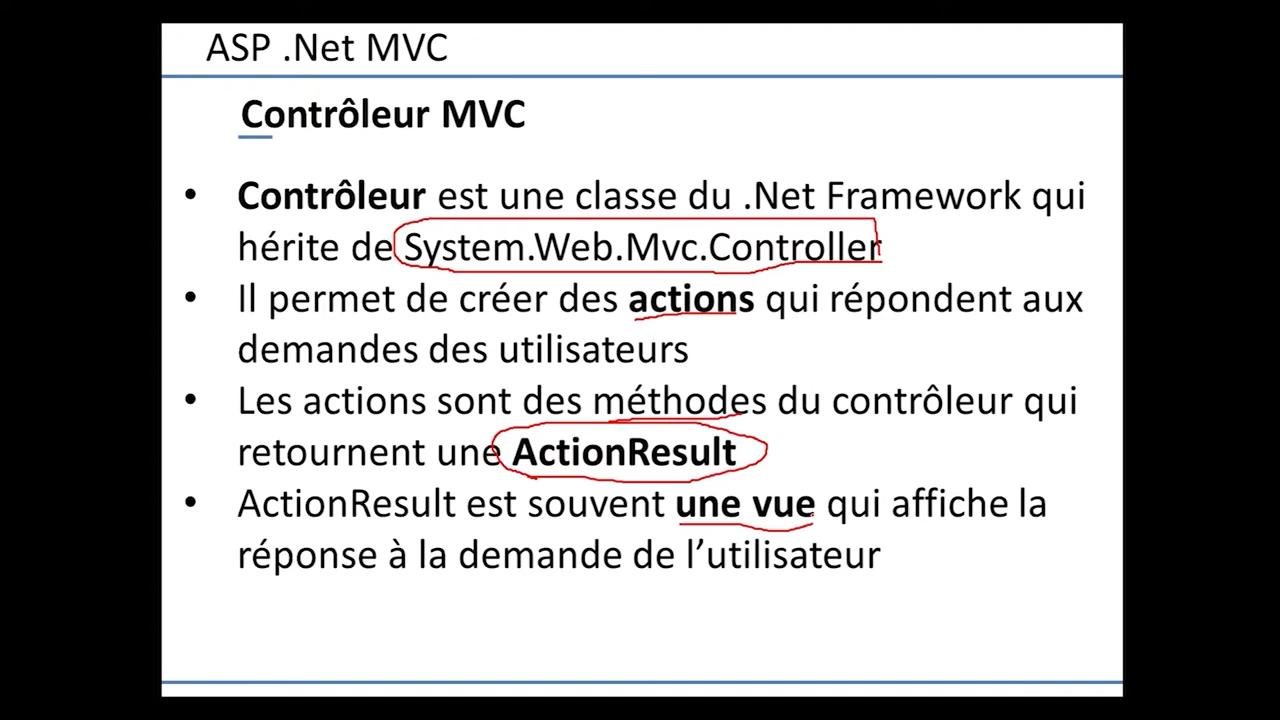 ASP .Net MVC
Contrôleur MVC
• Contrôleur est une classe du .Net Framework qui
hérite de System.Web.Mvc.Controller
• Il permet de créer des actions qui répondent aux
demandes des utilisateurs
• Les actions sont des méthodes du contrôleur qui
retournent une ActionResult
• ActionResult est souvent une vue qui affiche la
réponse à la demande de l’utilisateur